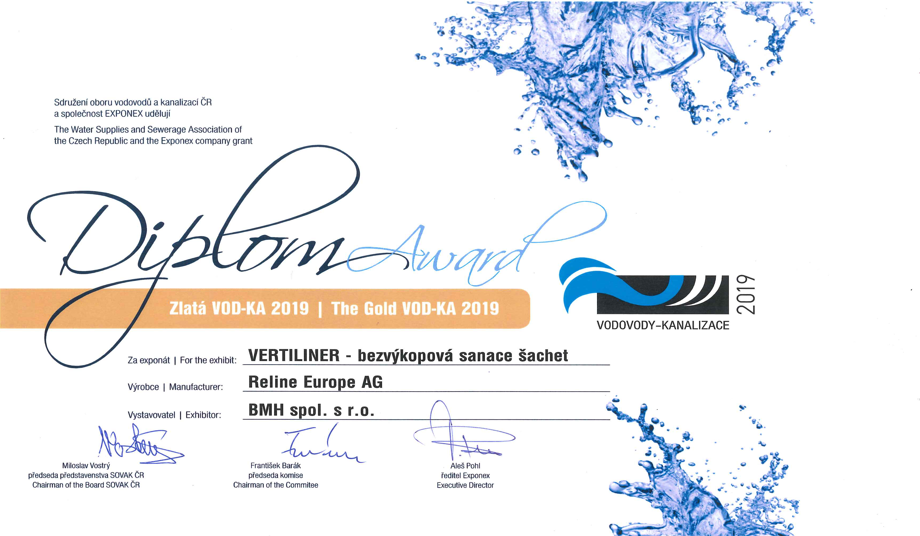 Sdružení oboru vodovodů a kanalizací ČR
a společnost EXPONEX udělují
The Water Supplies and Sewerage Association of
the Czech Republic and the Exponex company grant
Diplom Award
Zlatá VOD-KA 2019 | The Gold VOD-KA 2019
VODOVODY–KANALIZACE 2019
Za exponát | For the exhibit: VERTILINER - bezvýkopová sanace šachet
Výrobce | Manufacturer: Reline Europe AG
Vystavovatel | Exhibitor: BMH spol. s r.o.
Miloslav Vostrý
předseda představenstva SOVAK ČR
Chairman of the Board SOVAK ČR
František Barák
předseda komise
Chairman of the Commitee
Aleš Pohl
ředitel Exponex
Executive Director